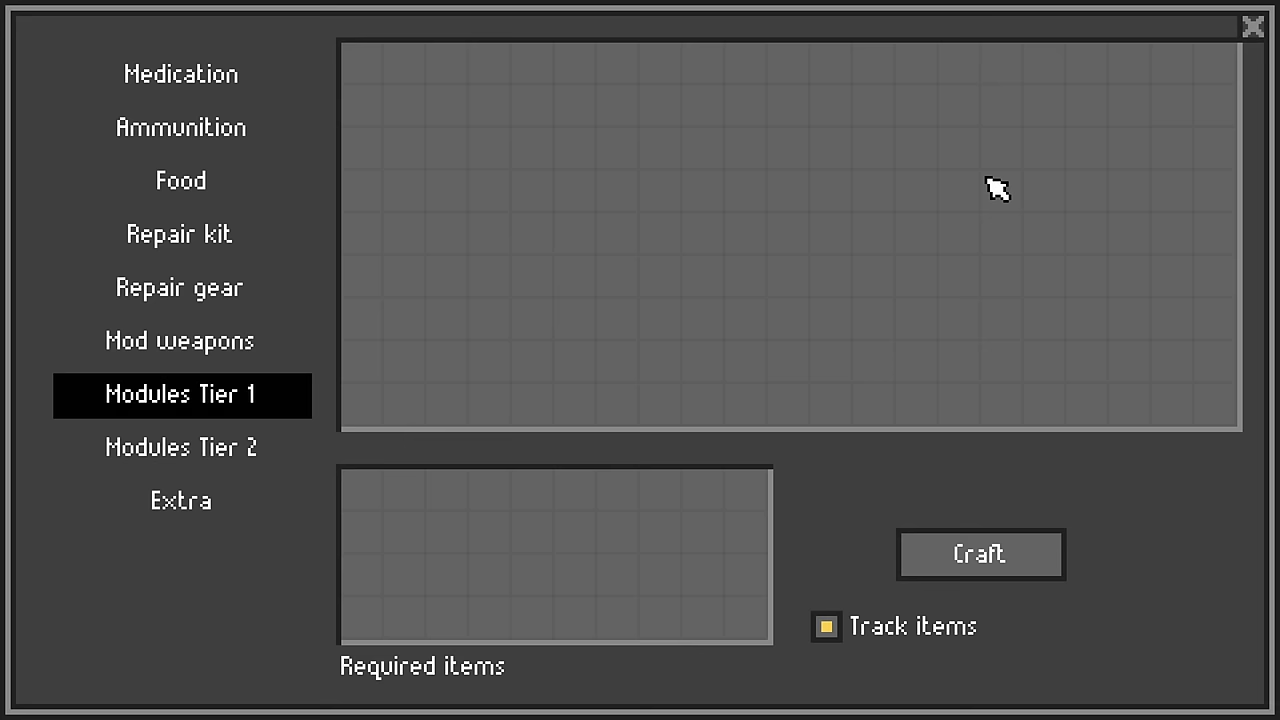 Medication
Ammunition
Food
Repair kit
Repair gear
Mod weapons
Modules Tier 1
Modules Tier 2
Extra
Craft
Track items
Required items